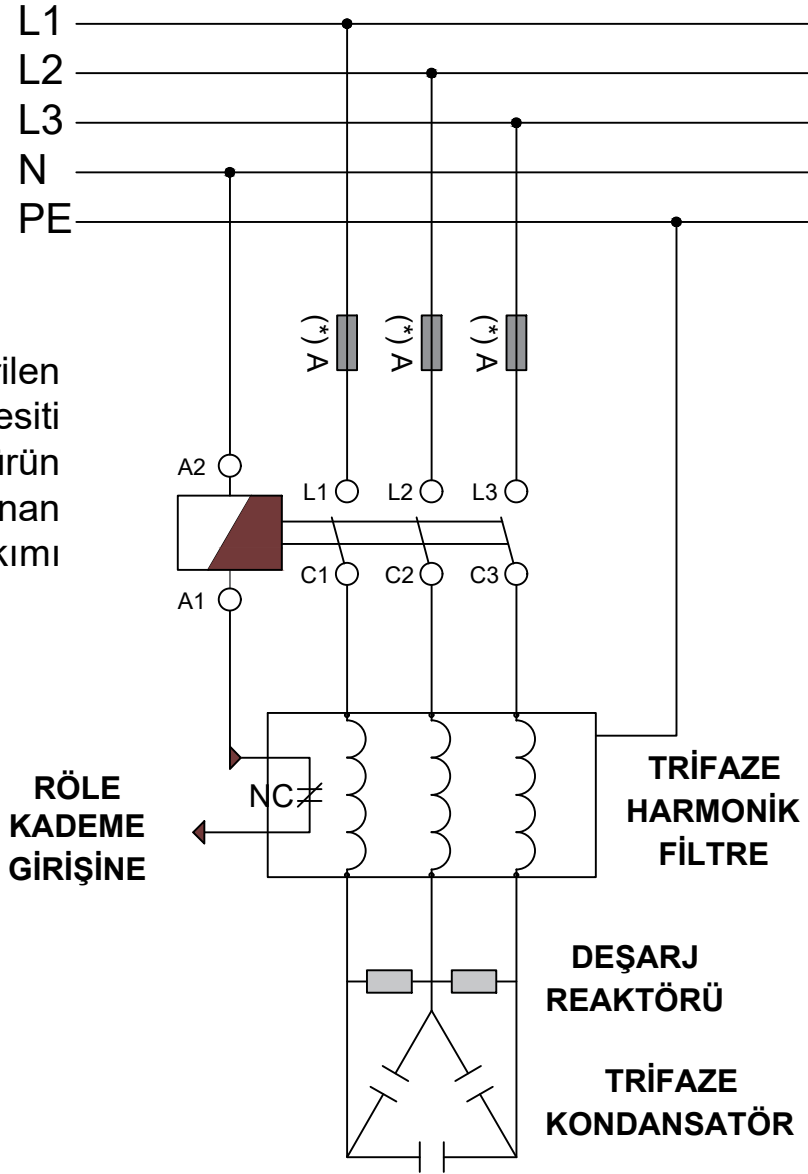 L1
L2
L3
N
PE
(*) A
(*) A
(*) A
A2
L1
L2
L3
C1
C2
C3
A1
NC
RÖLE
KADEME
GİRİŞİNE
TRİFAZE
HARMONİK
FİLTRE
DEŞARJ
REAKTÖRÜ
TRİFAZE
KONDANSATÖR